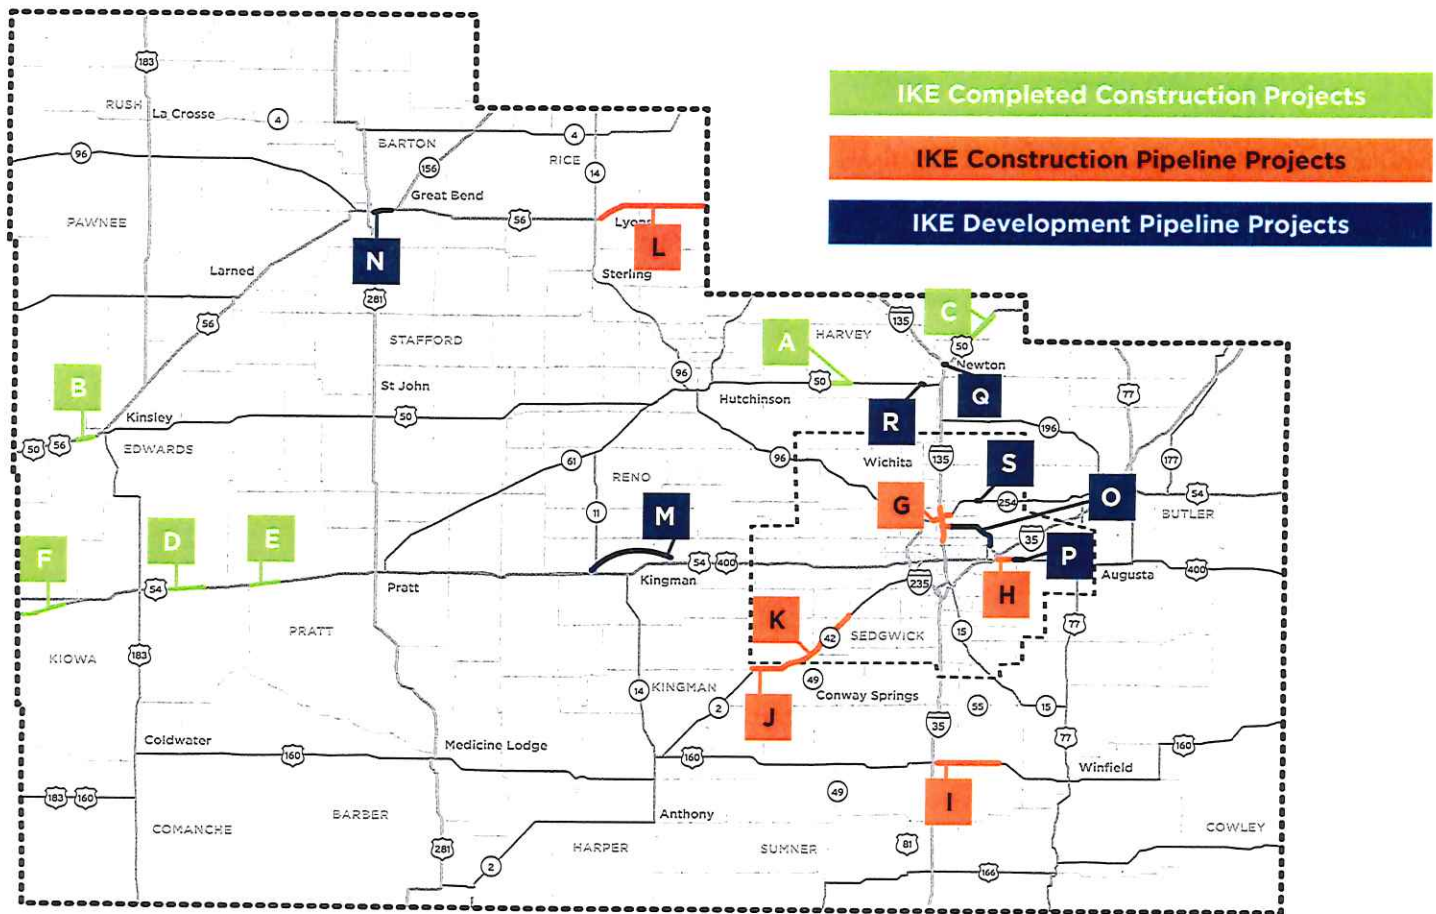 IKE Completed Construction Projects
IKE Construction Pipeline Projects
IKE Development Pipeline Projects
183
RUSH
La Crosse
4
BARTON
4
96
156
RICE
14
Great Bend
PAWNEE
56
L
N
Larned
Sterling
281
56
C
135
A
HARVEY
50
STAFFORD
Newton
96
B
St John
50
77
Q
Hutchinson
Kinsley
50
R
50
56
EDWARDS
196
61
96
Wichita
135
S
177
RENO
G
254
O
54
M
11
BUTLER
F
D
E
35
P
54
400
Kingman
Augusta
400
54
Pratt
235
H
K
PRATT
42
SEDGWICK
15
77
KIOWA
183
49
14
KINGMAN
Conway Springs
J
2
55
15
35
Coldwater
Medicine Lodge
77
160
160
160
Winfield
49
I
183
160
Anthony
BARBER
COMANCHE
COWLEY
281
HARPER
SUMNER
81
2
166